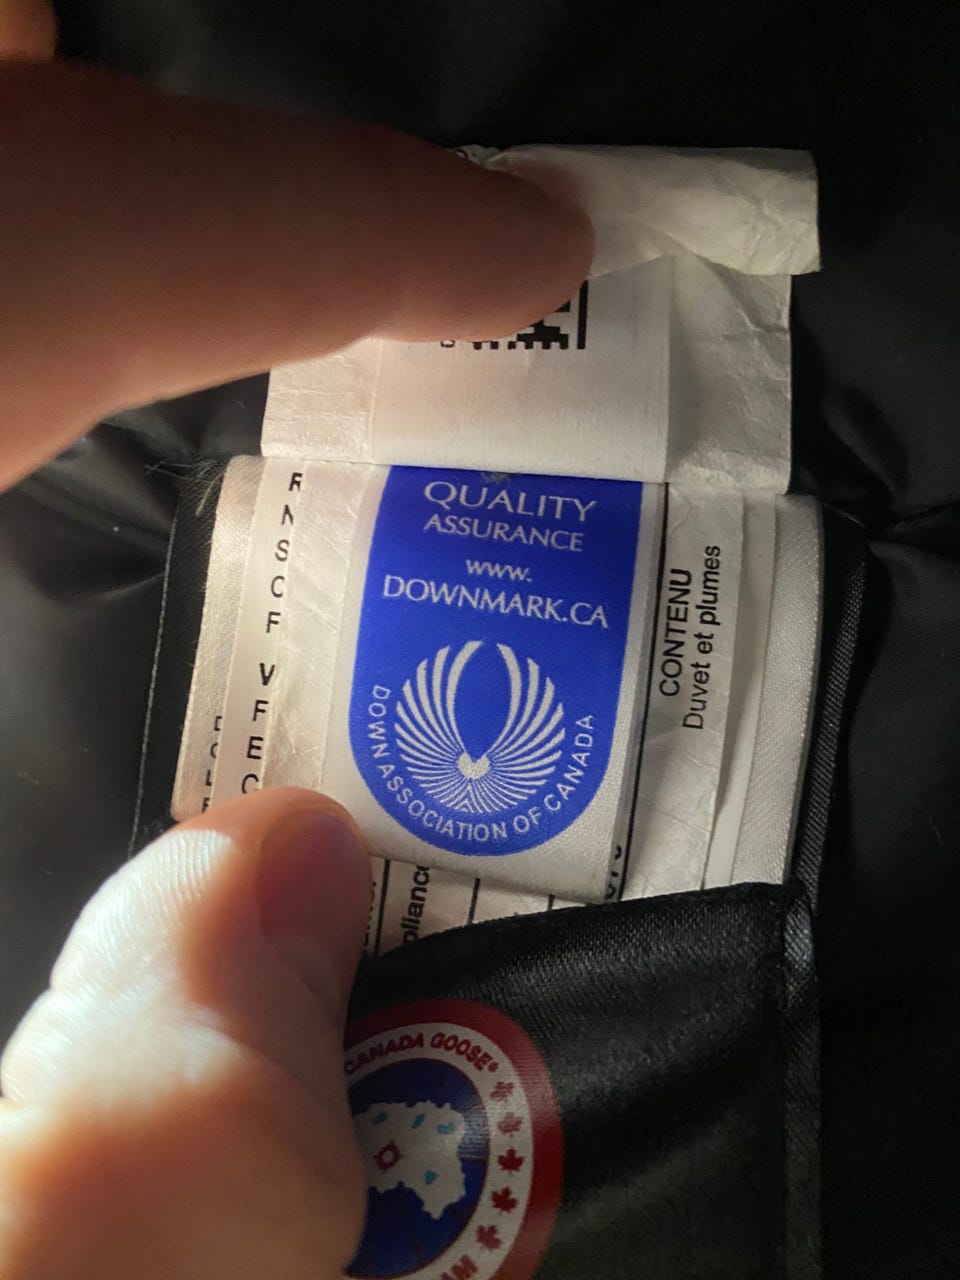 QUALITY
ASSURANCE
www.
DOWNMARK.CA
DOWN ASSOCIATION OF CANADA
CONTENU
Duvet et plumes
CANADA GOOSE®